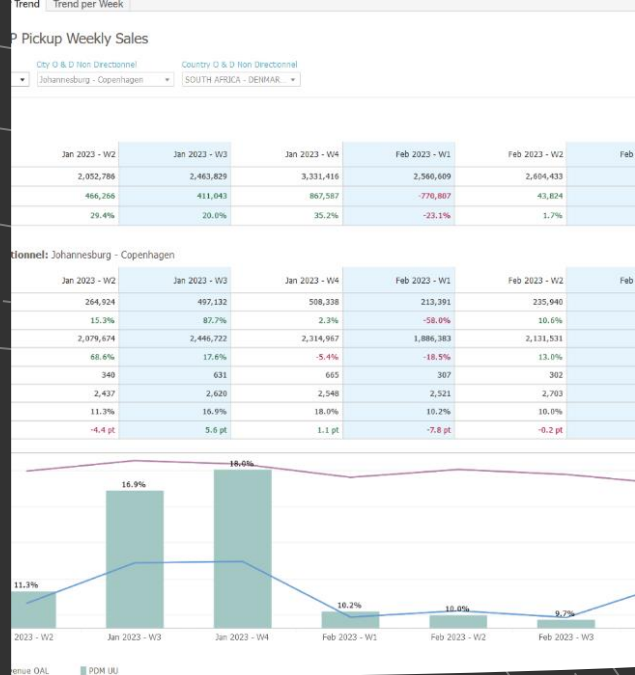 Trend Trend per Week
P Pickup Weekly Sales
City O & D Non Directionnel Country O & D Non Directionnel
Johannesburg - Copenhagen SOUTH AFRICA - DENMAR...
Jan 2023 - W2 Jan 2023 - W3 Jan 2023 - W4 Feb 2023 - W1 Feb 2023 - W2 Feb
2,052,786 2,463,829 3,331,416 2,560,609 2,604,433
466,266 411,043 867,587 -770,807 43,824
29.4% 20.0% 35.2% -23.1% 1.7%
tionnel: Johannesburg - Copenhagen
Jan 2023 - W2 Jan 2023 - W3 Jan 2023 - W4 Feb 2023 - W1 Feb 2023 - W2 Feb
264,924 497,132 508,338 213,391 235,940
15.3% 87.7% 2.3% -58.0% 10.6%
2,079,674 2,446,722 2,314,967 1,886,383 2,131,531
68.6% 17.6% -5.4% -18.5% 13.0%
340 631 665 307 302
2,437 2,620 2,548 2,521 2,703
11.3% 16.9% 18.0% 10.2% 10.0%
-4.4 pt 5.6 pt 1.1 pt -7.8 pt -0.2 pt
18.0%
16.9%
11.3%
10.2% 10.0% 9.7%
2023 - W2 Jan 2023 - W3 Jan 2023 - W4 Feb 2023 - W1 Feb 2023 - W2 Feb 2023 - W3
venue OAL PDM UU